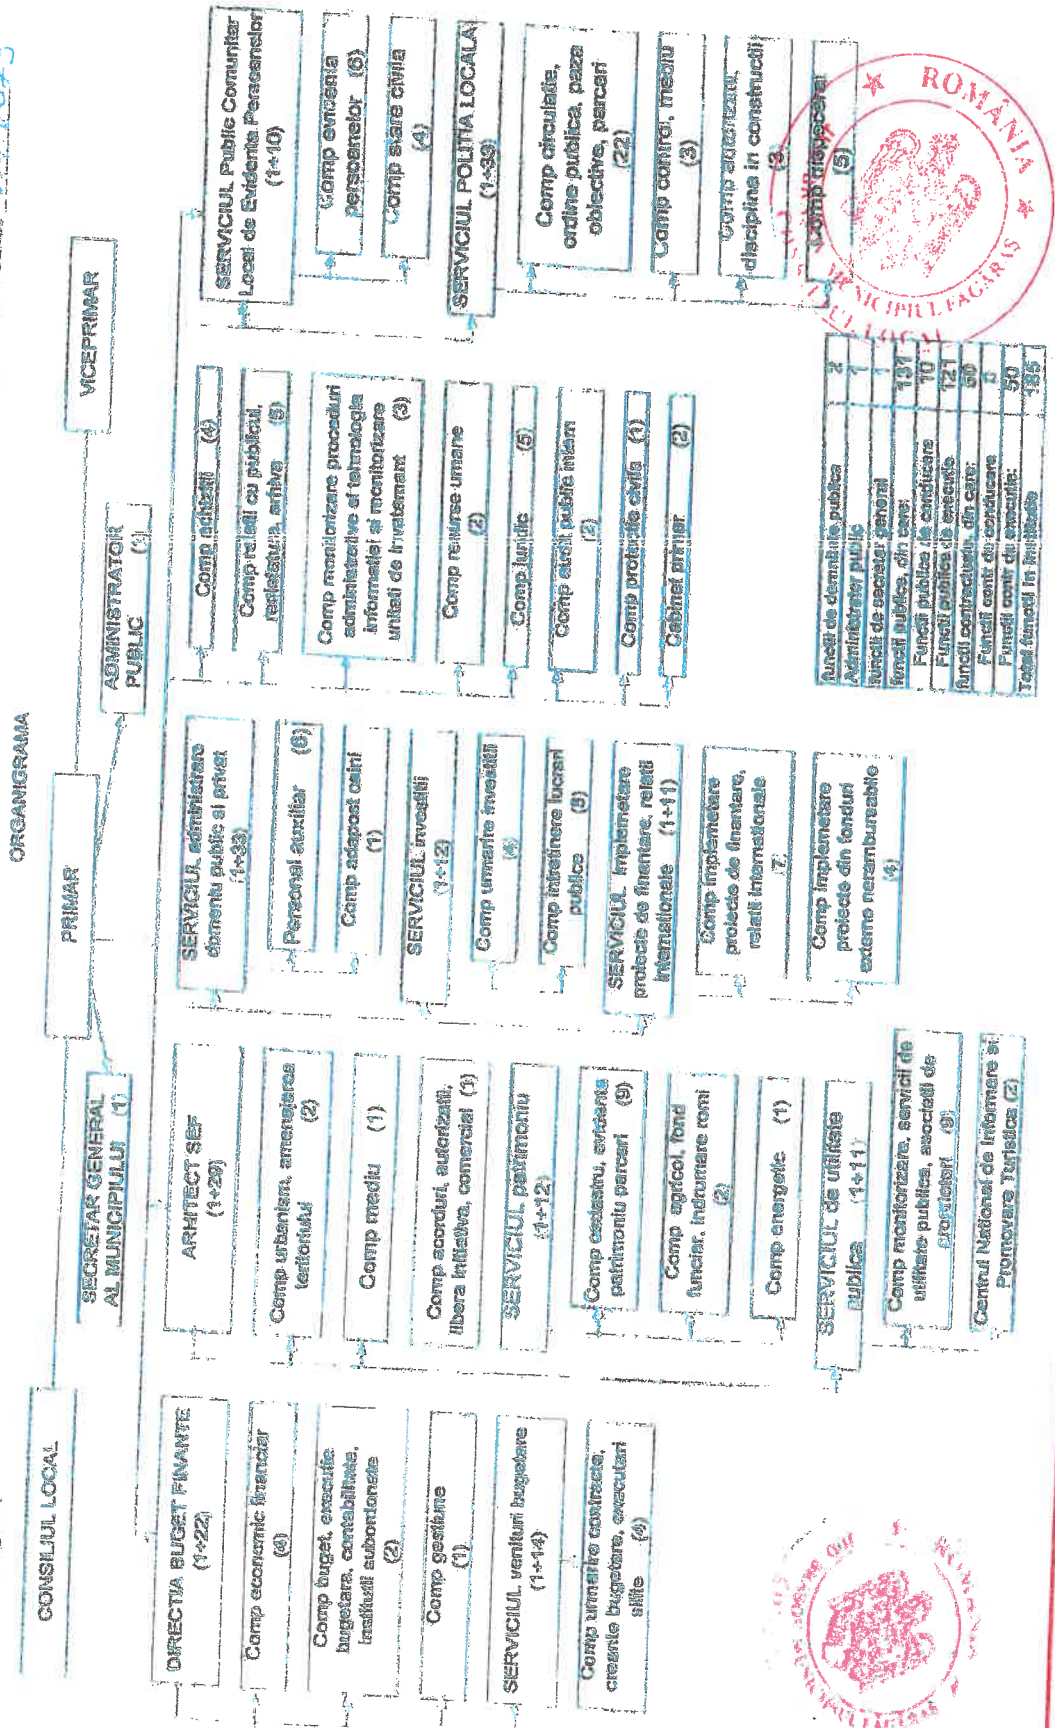 ORGANIGRAMA
CONSILIUL LOCAL
PRIMAR
VICEPRIMAR
SECRETAR GENERAL
AL MUNICIPIULUI (1)
ADMINISTRATOR
PUBLIC (1)
DIRECTIA BUGET FINANTE
(1+22)
Comp economic financiar
Comp buget, executie
bugetara, contabilitate,
institutii subordonate
(2)
Comp gestiune
(1)
SERVICIUL venituri bugetare
(1+14)
Comp urmarire contracte,
creante bugetare, executari
silite (4)
ARHITECT SEF
(1+29)
Comp urbanism, amenajarea
teritoriului (2)
Comp mediu (1)
Comp acorduri, autorizatii,
libera initiativa, comercial (1)
SERVICIUL patrimoniu
(1+12)
Comp cadastru, evidenta
patrimoniu parcari (9)
Comp agricol, fond
funciar, indrumare romi
(2)
Comp energetic (1)
SERVICIUL de utilitate
publica (1+11)
Comp monitorizare, servicii de
utilitate publica, asociatii de
proprietari (9)
Centrul National de Informare si
Promovare Turistica (2)
SERVICIUL administrare
domeniu public si privat
(1+33)
Personal auxiliar (6)
Comp adapost caini
(1)
SERVICIUL investitii
(1+12)
Comp urmarire investitii
(4)
Comp intretinere lucrari
publice (8)
SERVICIUL Implemetare
proiecte de finantare, relatii
internationale (1+11)
Comp implemetare
proiecte de finantare,
relatii internationale
(7)
Comp implemetare
proiecte din fonduri
externe nerambursabile
(4)
Comp achizitii (4)
Comp relatii cu publicul,
registratura, arhiva (5)
Comp monitorizare proceduri
administrative si tehnologia
informatiei si monitorizare
unitati de invatamant (3)
Comp resurse umane
(2)
Comp juridic (5)
Comp audit public intern
(2)
Comp protectie civila (1)
Cabinet primar (2)
SERVICIUL Public Comunitar
Local de Evidenta Persoanelor
(1+10)
Comp evidenta
persoanelor (6)
Comp stare civila
(4)
SERVICIUL POLITIA LOCALA
(1+33)
Comp circulatie,
ordine publica, paza
obiective, parcari
(22)
Comp control, mediu
(3)
Comp autorizari,
disciplina in constructii
(3)
Comp dispecerat
(5)
functii de demnitate publica 2
Administrator public 1
functii de secretar general 1
functii publice, din care: 131
Functii publice de conducere 10
Functii publice de executie 121
functii contractuale, din care: 50
Functii contr de conducere 0
Functii contr de executie: 50
Total functii in institutie 185
ROMÂNIA
MUNICIPIUL FAGARAS